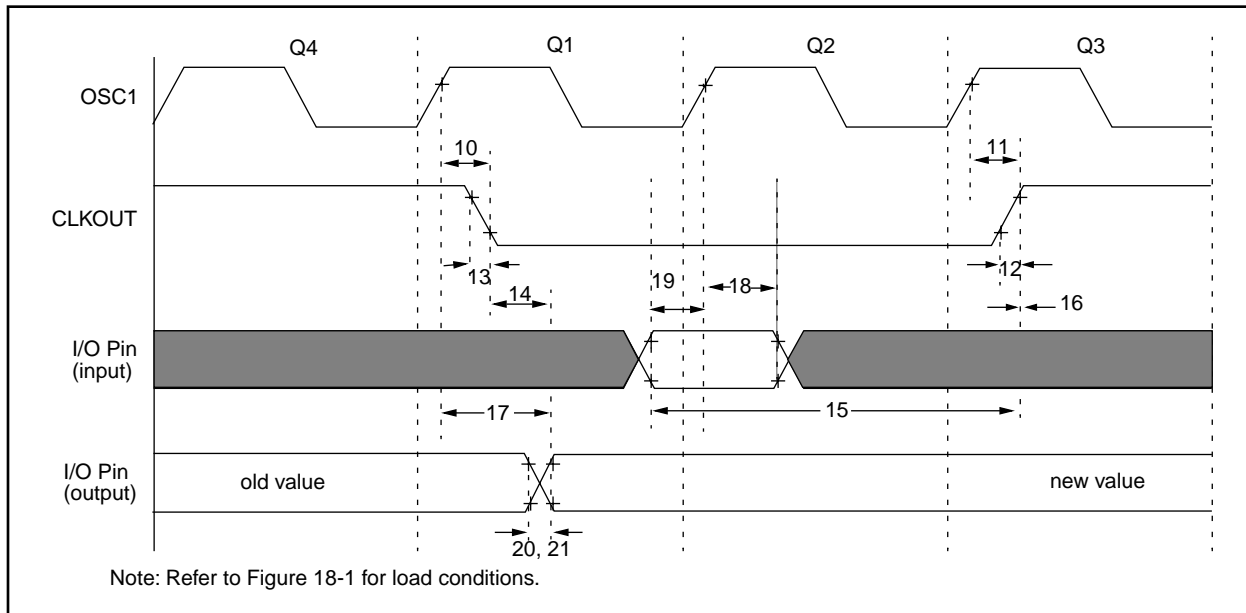 Q4
Q1
Q2
Q3
OSC1
10
11
CLKOUT
13
12
14
19
18
16
I/O Pin
(input)
17
15
I/O Pin
(output)
old value
new value
20, 21
Note: Refer to Figure 18-1 for load conditions.